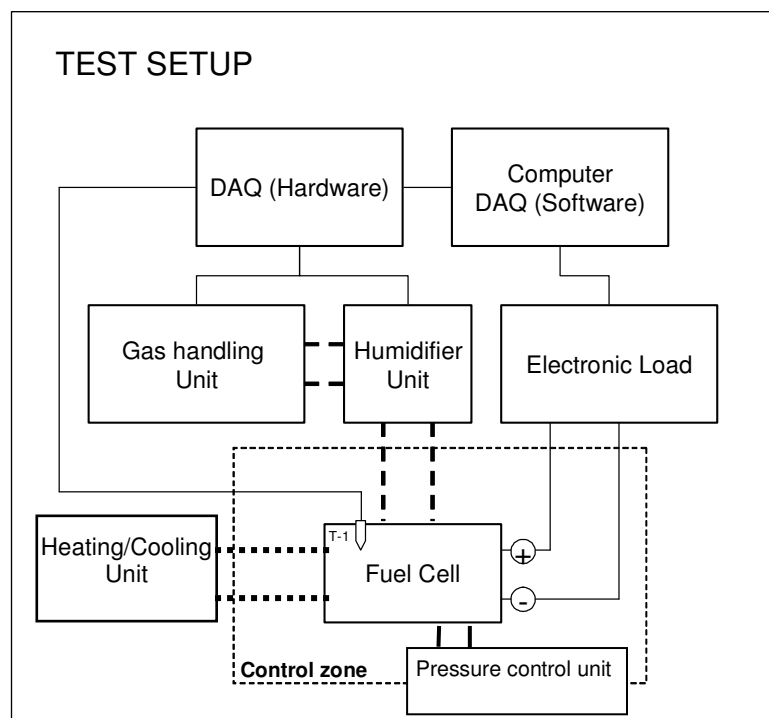 TEST SETUP
DAQ (Hardware)
Computer
DAQ (Software)
Gas handling
Unit
Humidifier
Unit
Electronic Load
Heating/Cooling
Unit
T-1
Fuel Cell
+
-
Control zone
Pressure control unit